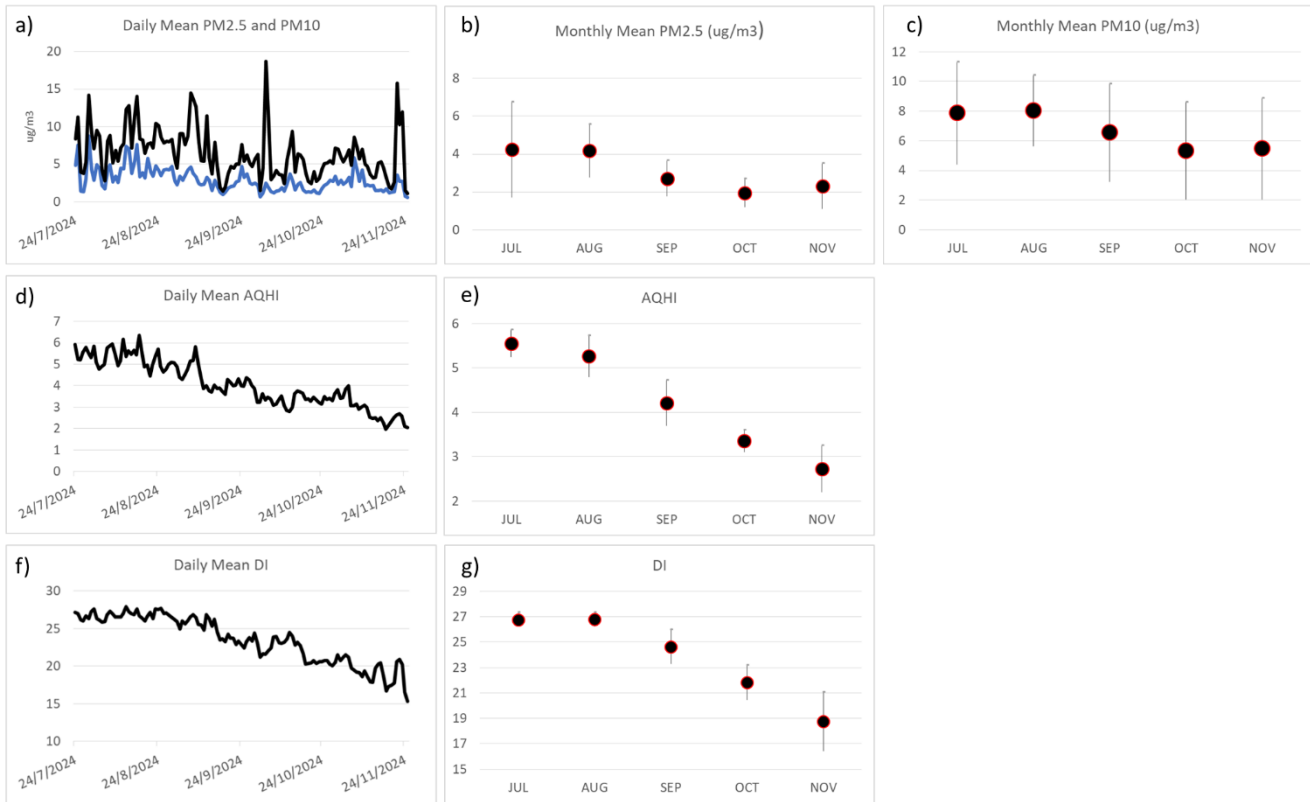 a)
Daily Mean PM2.5 and PM10
20
15
10
5
0
ug/m3
24/7/2024
24/8/2024
24/9/2024
24/10/2024
24/11/2024
b)
Monthly Mean PM2.5 (ug/m3)
8
6
4
2
0
JUL
AUG
SEP
OCT
NOV
c)
Monthly Mean PM10 (ug/m3)
12
10
8
6
4
2
0
JUL
AUG
SEP
OCT
NOV
d)
Daily Mean AQHI
7
6
5
4
3
2
1
0
24/7/2024
24/8/2024
24/9/2024
24/10/2024
24/11/2024
e)
AQHI
6
5
4
3
2
JUL
AUG
SEP
OCT
NOV
f)
Daily Mean DI
30
25
20
15
10
24/7/2024
24/8/2024
24/9/2024
24/10/2024
24/11/2024
g)
DI
29
27
25
23
21
19
17
15
JUL
AUG
SEP
OCT
NOV